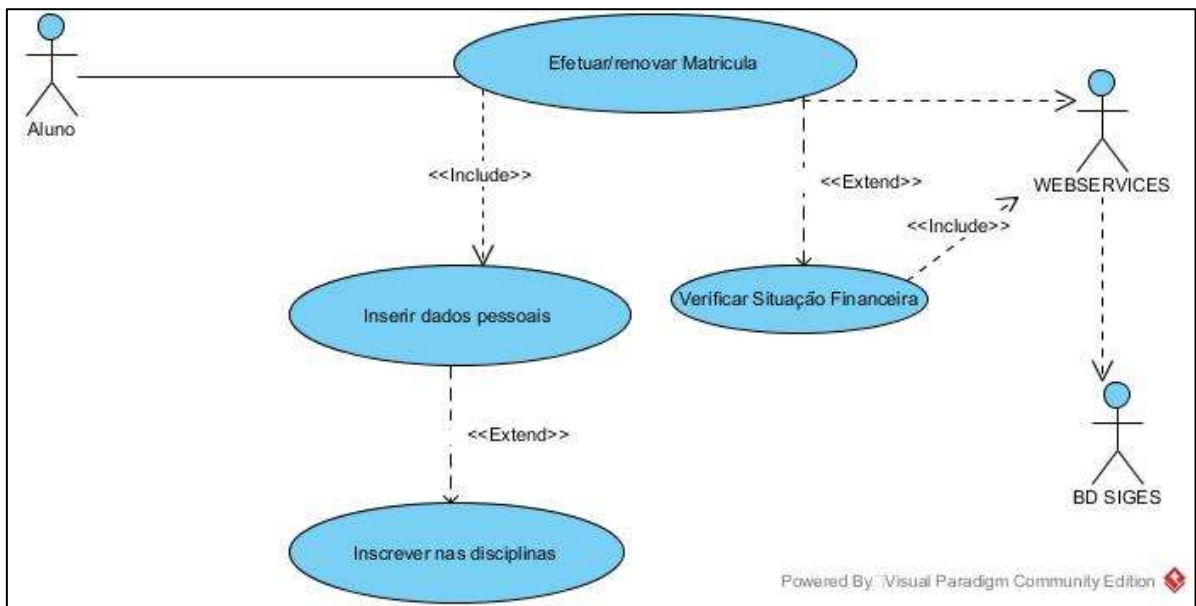 Efetuar/renovar Matricula
Aluno
<<Include>>
<<Extend>>
WEBSERVICES
<<Include>>
Inserir dados pessoais
Verificar Situação Financeira
<<Extend>>
BD SIGES
Inscrever nas disciplinas
Powered By Visual Paradigm Community Edition